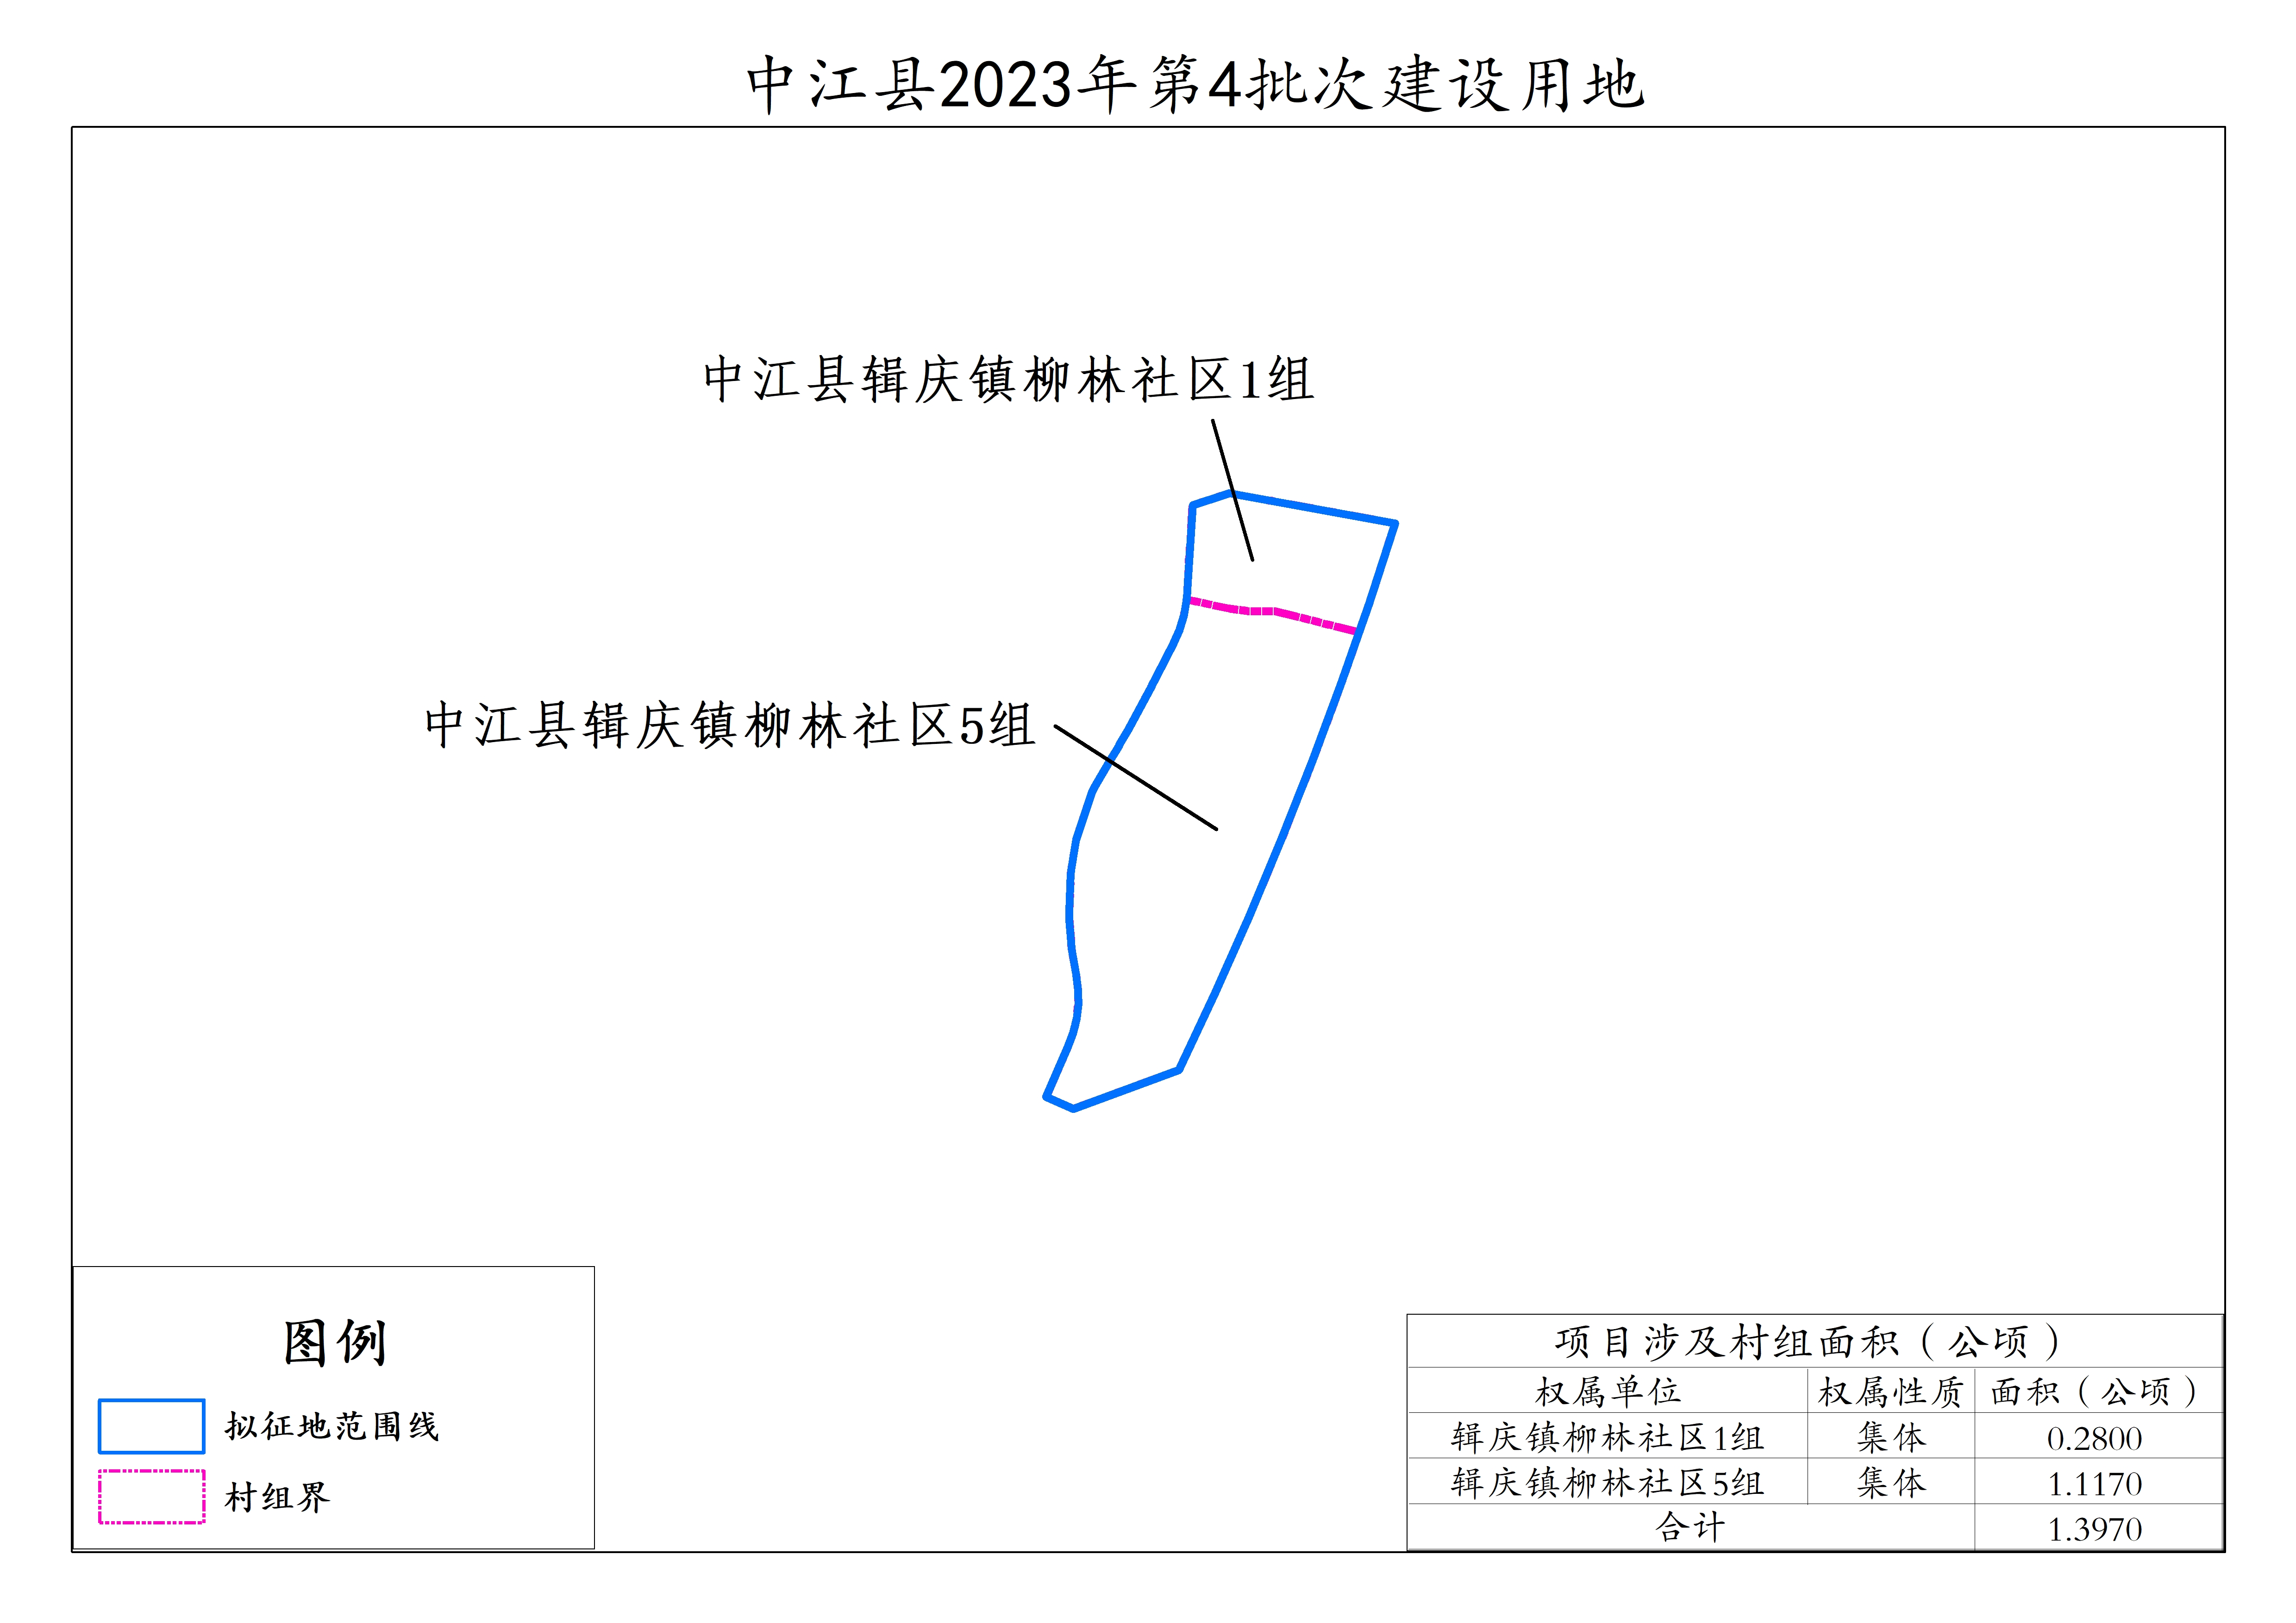 中江县2023年第4批次建设用地
中江县辑庆镇柳林社区1组
中江县辑庆镇柳林社区5组
图例
拟征地范围线
村组界
项目涉及村组面积（公顷）
权属单位 权属性质 面积（公顷）
辑庆镇柳林社区1组 集体 0.2800
辑庆镇柳林社区5组 集体 1.1170
合计 1.3970